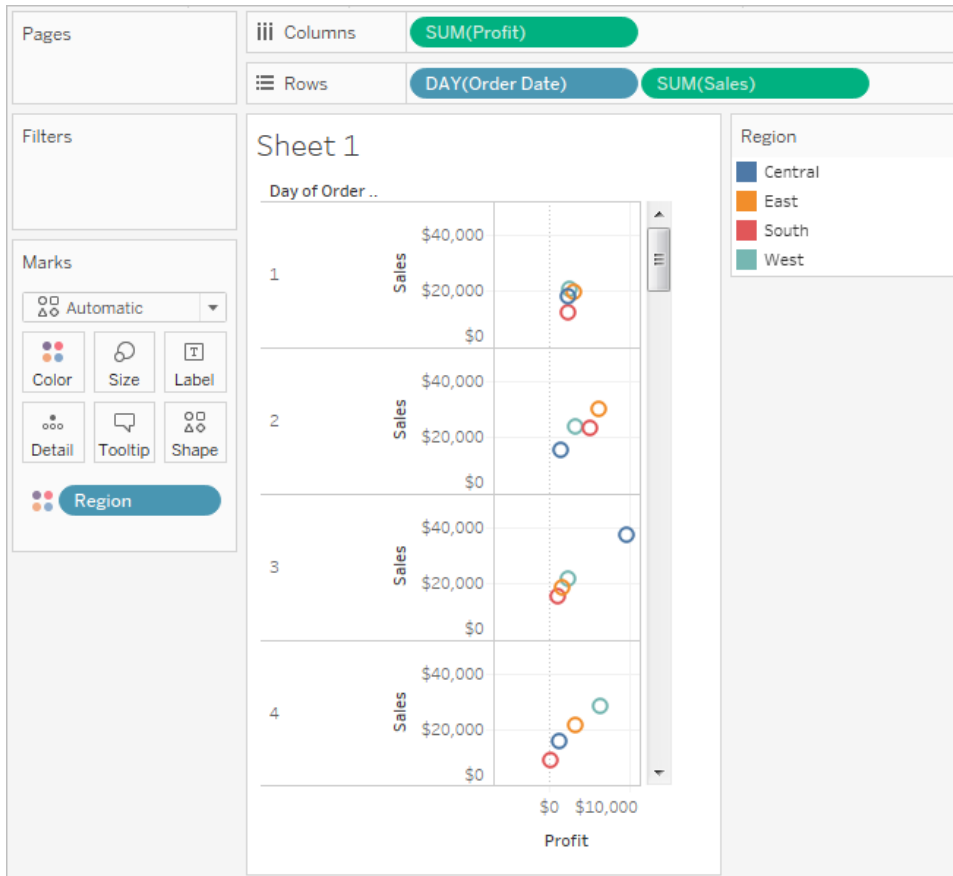 Pages
Columns
SUM(Profit)
Rows
DAY(Order Date)
SUM(Sales)
Filters
Marks
Automatic
Color
Size
T
Label
Detail
Tooltip
Shape
Region
Sheet 1
Day of Order ..
1
Sales
$40,000
$20,000
$0
2
Sales
$40,000
$20,000
$0
3
Sales
$40,000
$20,000
$0
4
Sales
$40,000
$20,000
$0
$0 $10,000
Profit
Region
Central
East
South
West